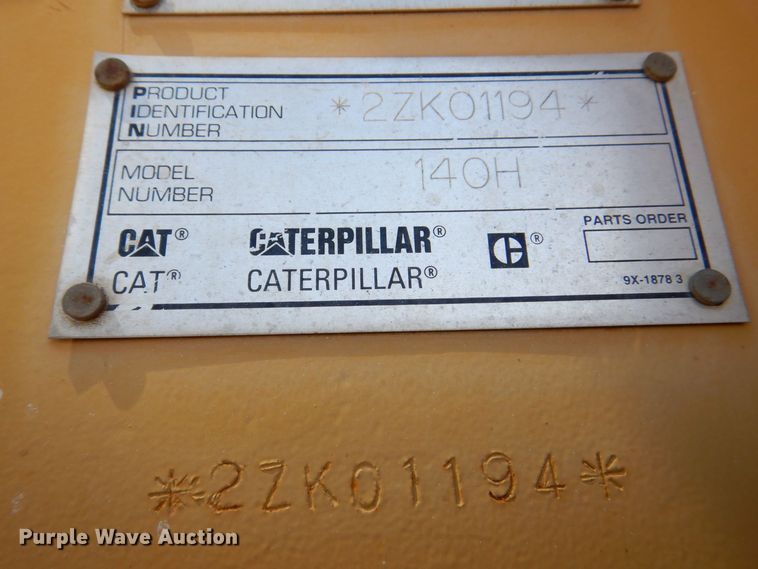 PRODUCT
IDENTIFICATION
NUMBER
*2ZK01194*
MODEL
NUMBER
140H
CAT® CATERPILLAR® C®
CAT® CATERPILLAR®
PARTS ORDER
9X-1878 3
*2ZK01194*
Purple Wave Auction